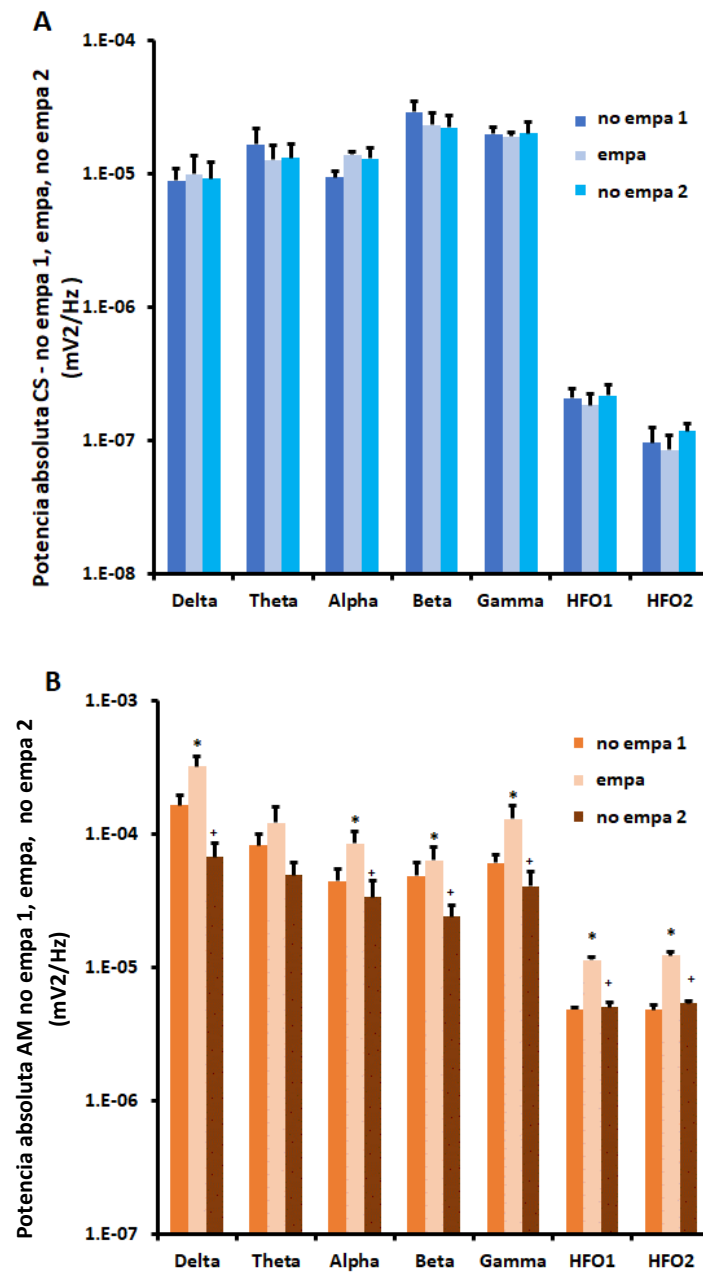 A
Potencia absoluta CS - no empa 1, empa, no empa 2
(mV2/Hz )
1.E-04
1.E-05
1.E-06
1.E-07
1.E-08
no empa 1
empa
no empa 2
Delta Theta Alpha Beta Gamma HFO1 HFO2
B
Potencia absoluta AM no empa 1, empa, no empa 2
(mV2/Hz)
1.E-03
1.E-04
1.E-05
1.E-06
1.E-07
no empa 1
empa
no empa 2
* + * + * + * + * + * +
Delta Theta Alpha Beta Gamma HFO1 HFO2